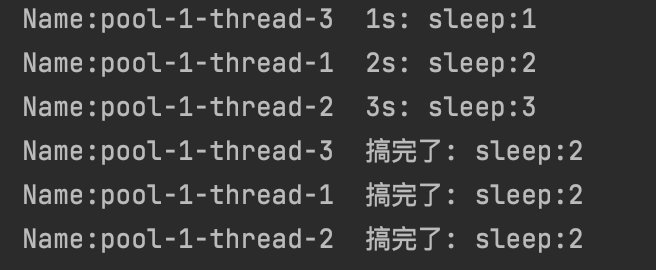 Name:pool-1-thread-3  1s: sleep:1
Name:pool-1-thread-1  2s: sleep:2
Name:pool-1-thread-2  3s: sleep:3
Name:pool-1-thread-3  搞完了: sleep:2
Name:pool-1-thread-1  搞完了: sleep:2
Name:pool-1-thread-2  搞完了: sleep:2